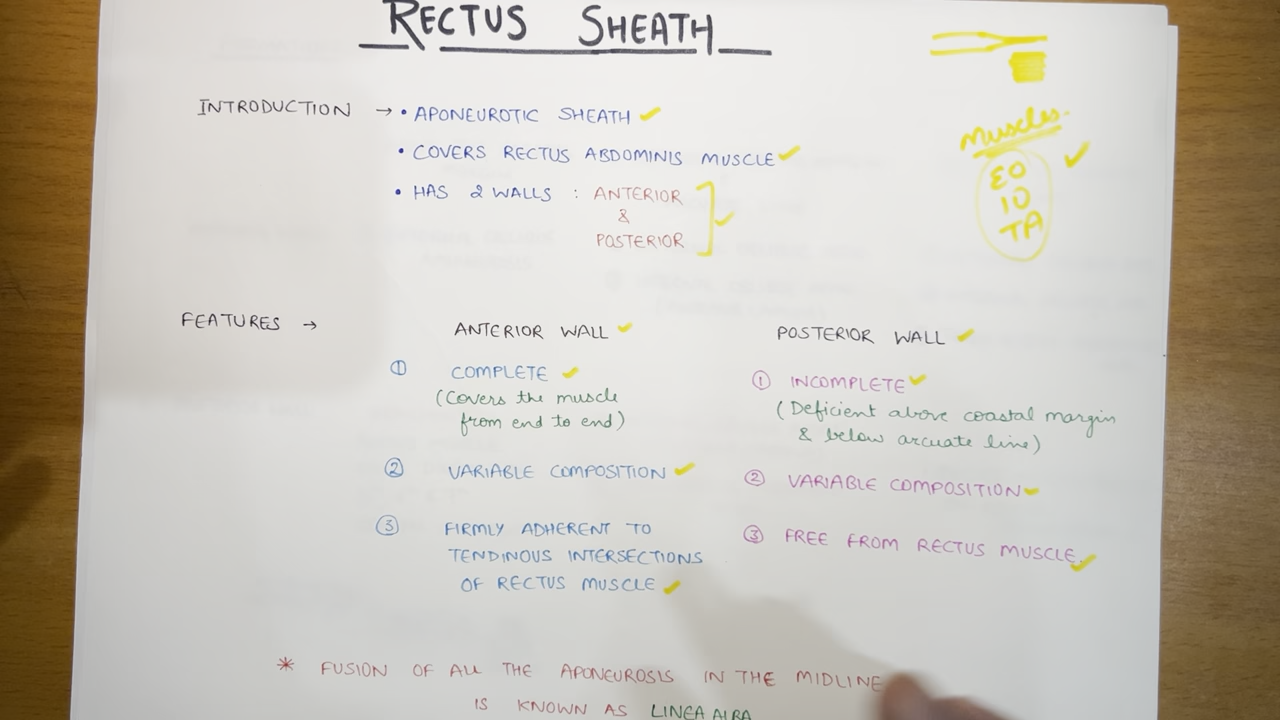 RECTUS SHEATH
INTRODUCTION → • APONEUROTIC SHEATH
• COVERS RECTUS ABDOMINIS MUSCLE
• HAS 2 WALLS : ANTERIOR
&
POSTERIOR
Muscles
EO
IO
TA
FEATURES →
ANTERIOR WALL
① COMPLETE
(Covers the muscle
from end to end)
② VARIABLE COMPOSITION
③ FIRMLY ADHERENT TO
TENDINOUS INTERSECTIONS
OF RECTUS MUSCLE
POSTERIOR WALL
① INCOMPLETE
(Deficient above coastal margin
& below arcuate line)
② VARIABLE COMPOSITION
③ FREE FROM RECTUS MUSCLE.
* FUSION OF ALL THE APONEUROSIS IN THE MIDLINE
IS KNOWN AS LINEA ALBA